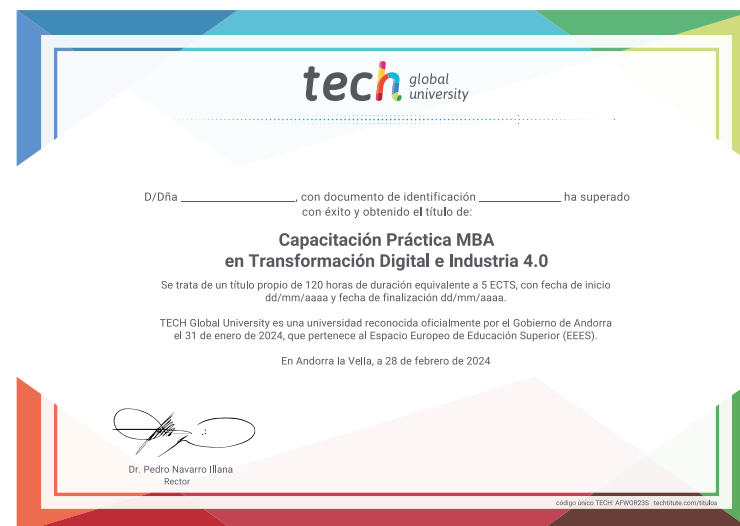 tech global university
D/Dña ____________, con documento de identificación ____________ ha superado
con éxito y obtenido el título de:
Capacitación Práctica MBA
en Transformación Digital e Industria 4.0
Se trata de un título propio de 120 horas de duración equivalente a 5 ECTS, con fecha de inicio
dd/mm/aaaa y fecha de finalización dd/mm/aaaa.
TECH Global University es una universidad reconocida oficialmente por el Gobierno de Andorra
el 31 de enero de 2024, que pertenece al Espacio Europeo de Educación Superior (EEES).
En Andorra la Vella, a 28 de febrero de 2024
Dr. Pedro Navarro Illana
Rector
código único TECH: AFWOR23S techtitute.com/titulos